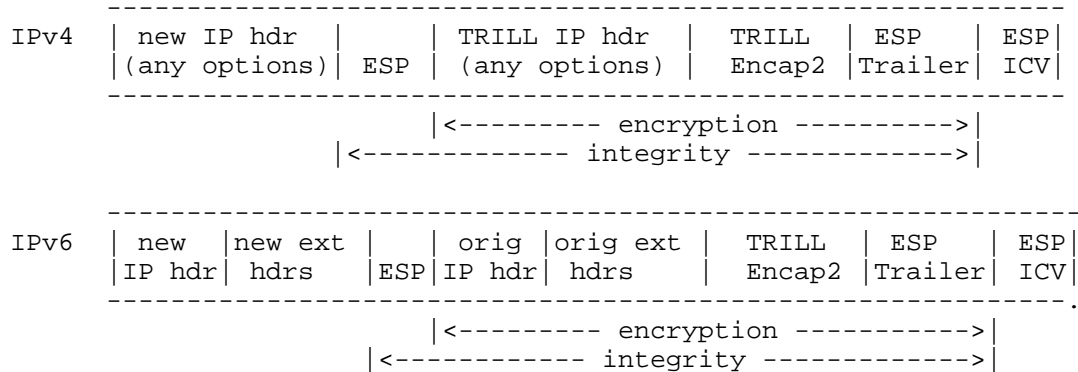 -----------------------------------------------------------
IPv4  | new IP hdr    |     | TRILL IP hdr    |  TRILL  | ESP   | ESP|
      |(any options)| ESP | (any options) |  Encap2 |Trailer| ICV|
      -----------------------------------------------------------
                          |<--------- encryption ---------->|
                    |<------------- integrity ------------->|
      ------------------------------------------------------------
IPv6  | new  |new ext |   | orig |orig ext |  TRILL  | ESP   | ESP|
      |IP hdr| hdrs   |ESP|IP hdr| hdrs    |  Encap2 |Trailer| ICV|
      -----------------------------------------------------------.
                          |<--------- encryption ----------->|
                      |<------------ integrity ------------->|